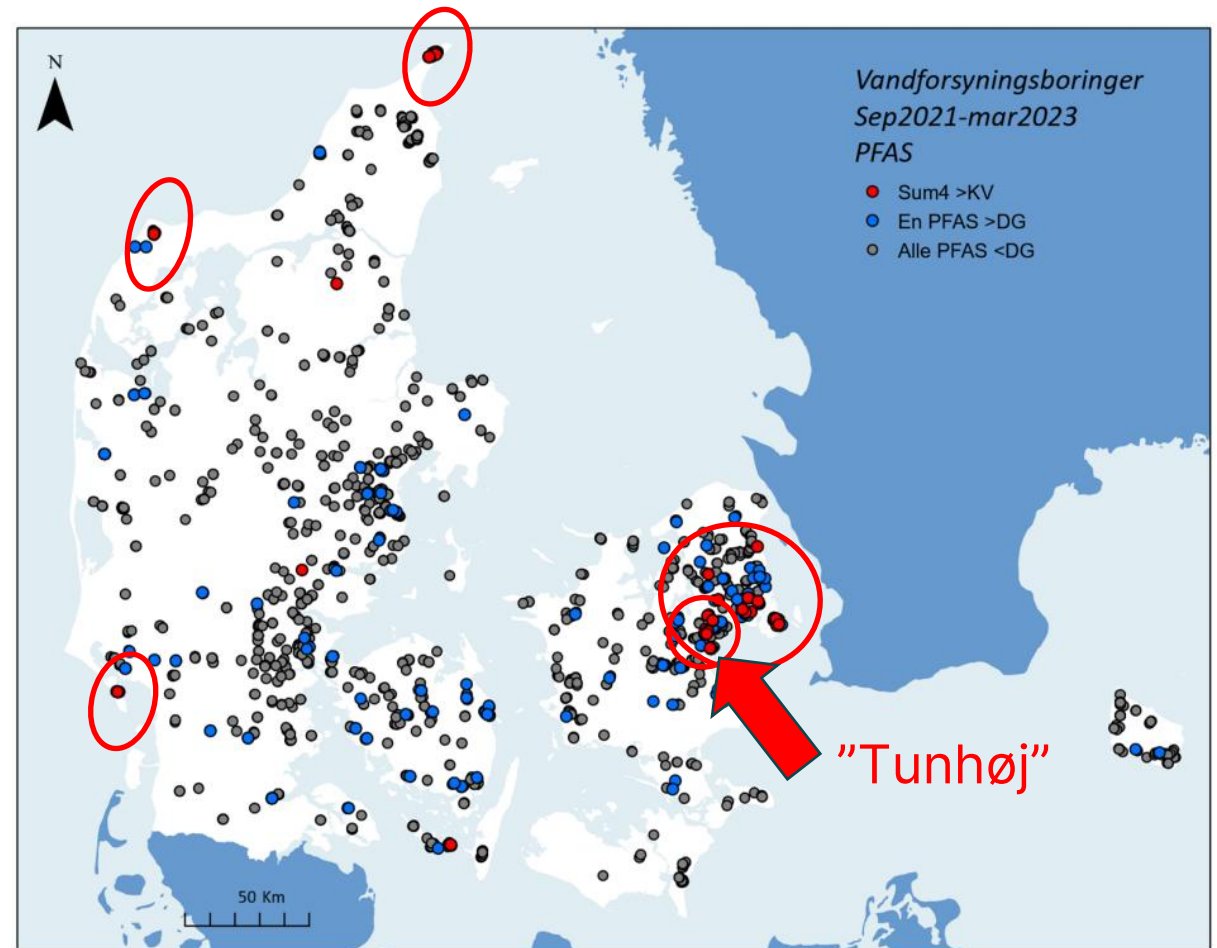 N
Vandforsyningsboringer
Sep2021-mar2023
PFAS
Sum4 >KV
En PFAS >DG
Alle PFAS <DG
”Tunhøj”
50 Km